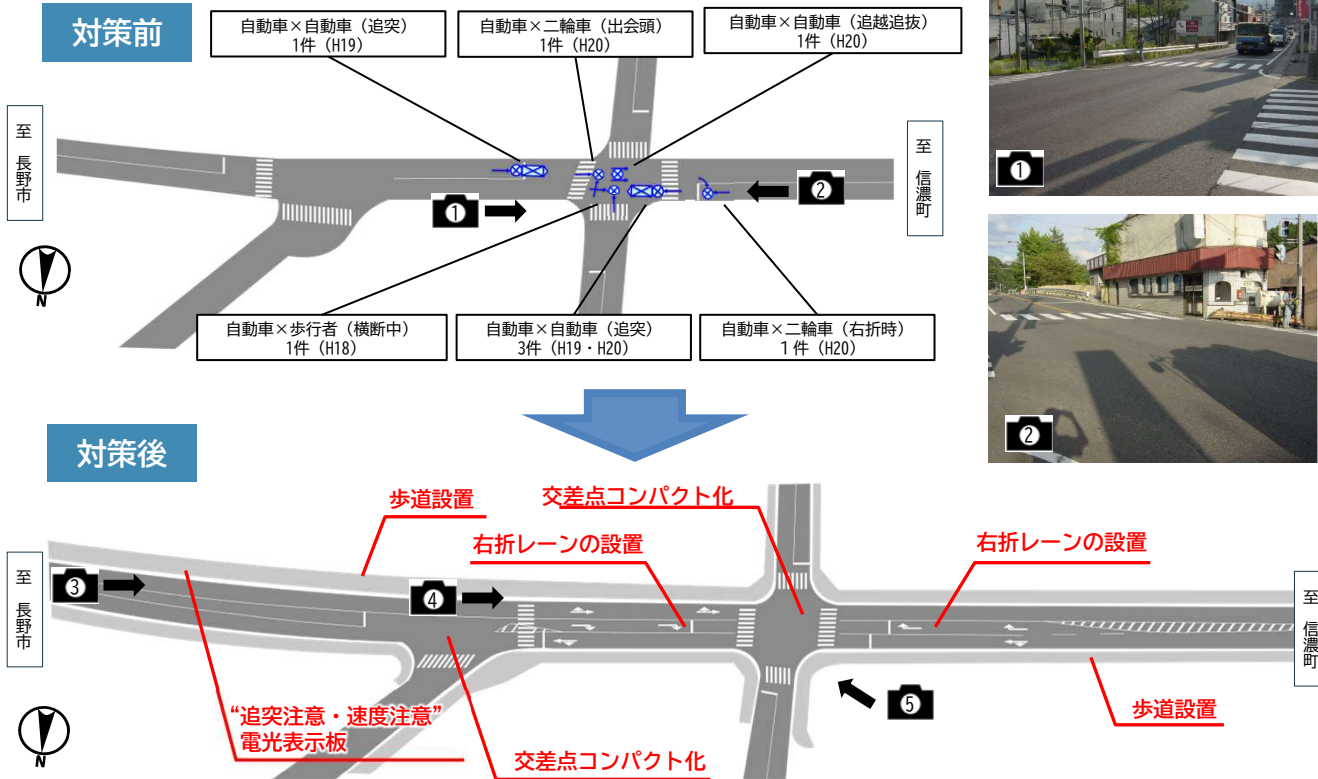 対策前
自動車×自動車（追突）
1件（H19）
自動車×二輪車（出会頭）
1件（H20）
自動車×自動車（追越追抜）
1件（H20）
至 長野市
至 信濃町
①
②
N
自動車×歩行者（横断中）
1件（H18）
自動車×自動車（追突）
3件（H19・H20）
自動車×二輪車（右折時）
1件（H20）
①
②
対策後
歩道設置
交差点コンパクト化
右折レーンの設置
右折レーンの設置
至 長野市
③
④
至 信濃町
⑤
N
“追突注意・速度注意”
電光表示板
交差点コンパクト化
歩道設置